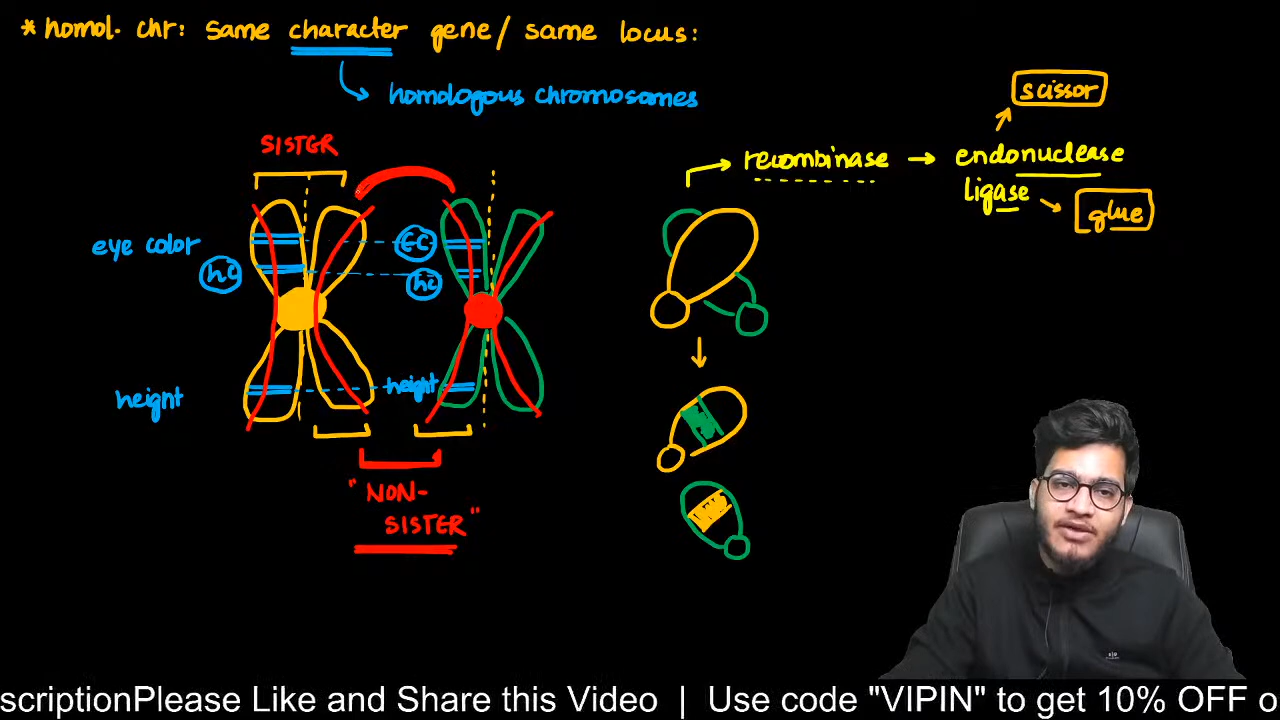 * homol. chr: same character gene/ same locus:
homologous chromosomes
scissor
recombinase → endonuclease
ligase
glue
SISTER
eye color
EC
hc
hc
height
height
"NON-
SISTER"
scriptionPlease Like and Share this Video | Use code "VIPIN" to get 10% OFF o